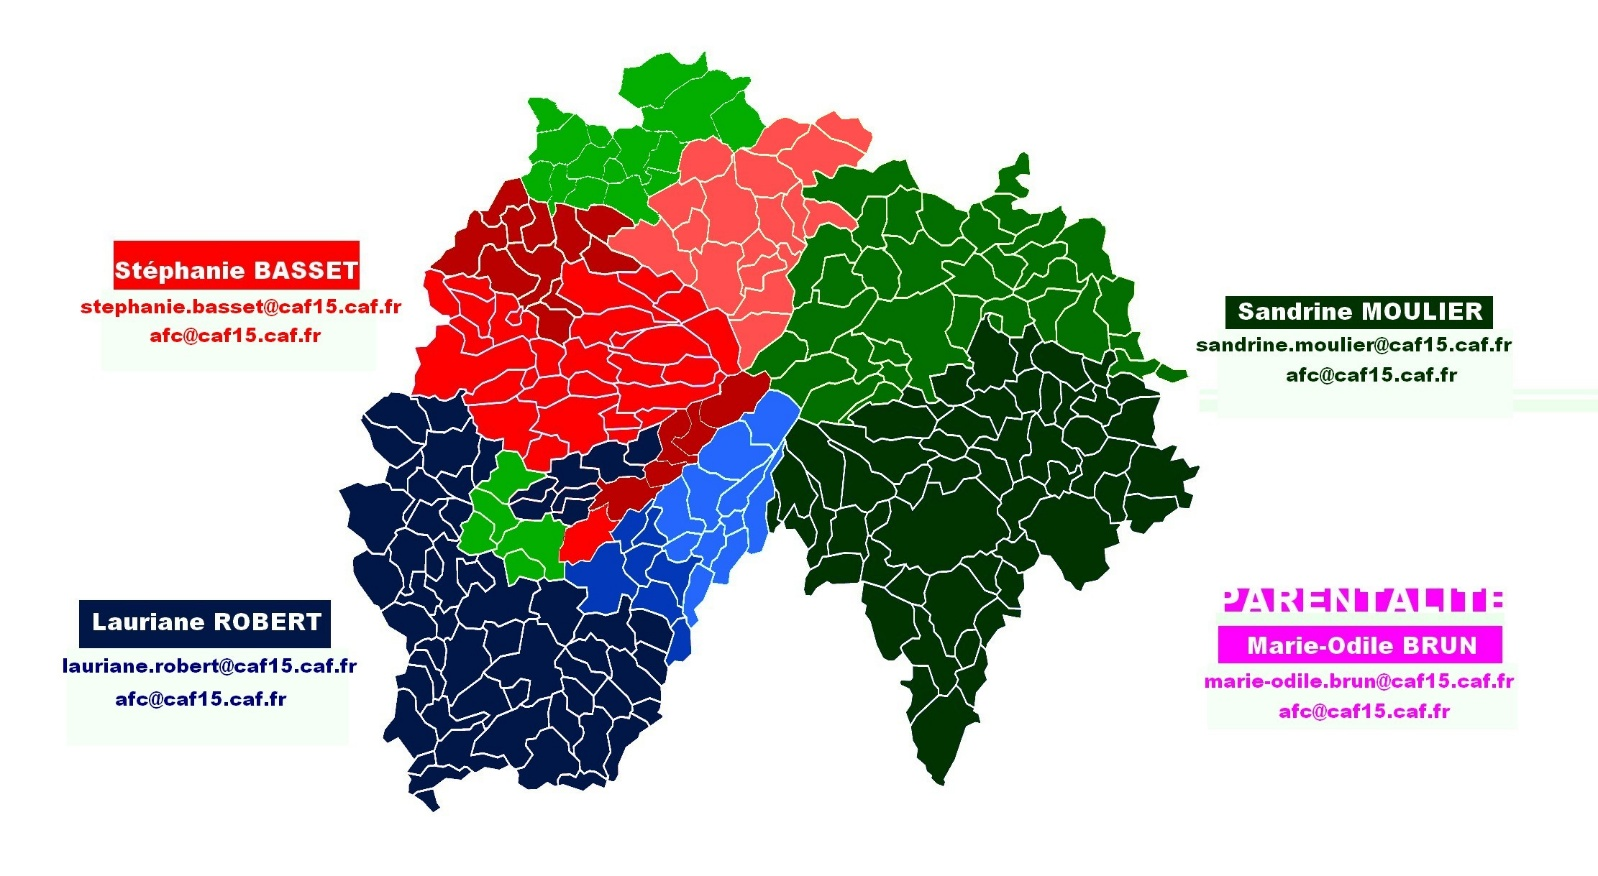 Stéphanie BASSET
stephanie.basset@caf15.caf.fr
afc@caf15.caf.fr
Sandrine MOULIER
sandrine.moulier@caf15.caf.fr
afc@caf15.caf.fr
Lauriane ROBERT
lauriane.robert@caf15.caf.fr
afc@caf15.caf.fr
PARENTALITE
Marie-Odile BRUN
marie-odile.brun@caf15.caf.fr
afc@caf15.caf.fr